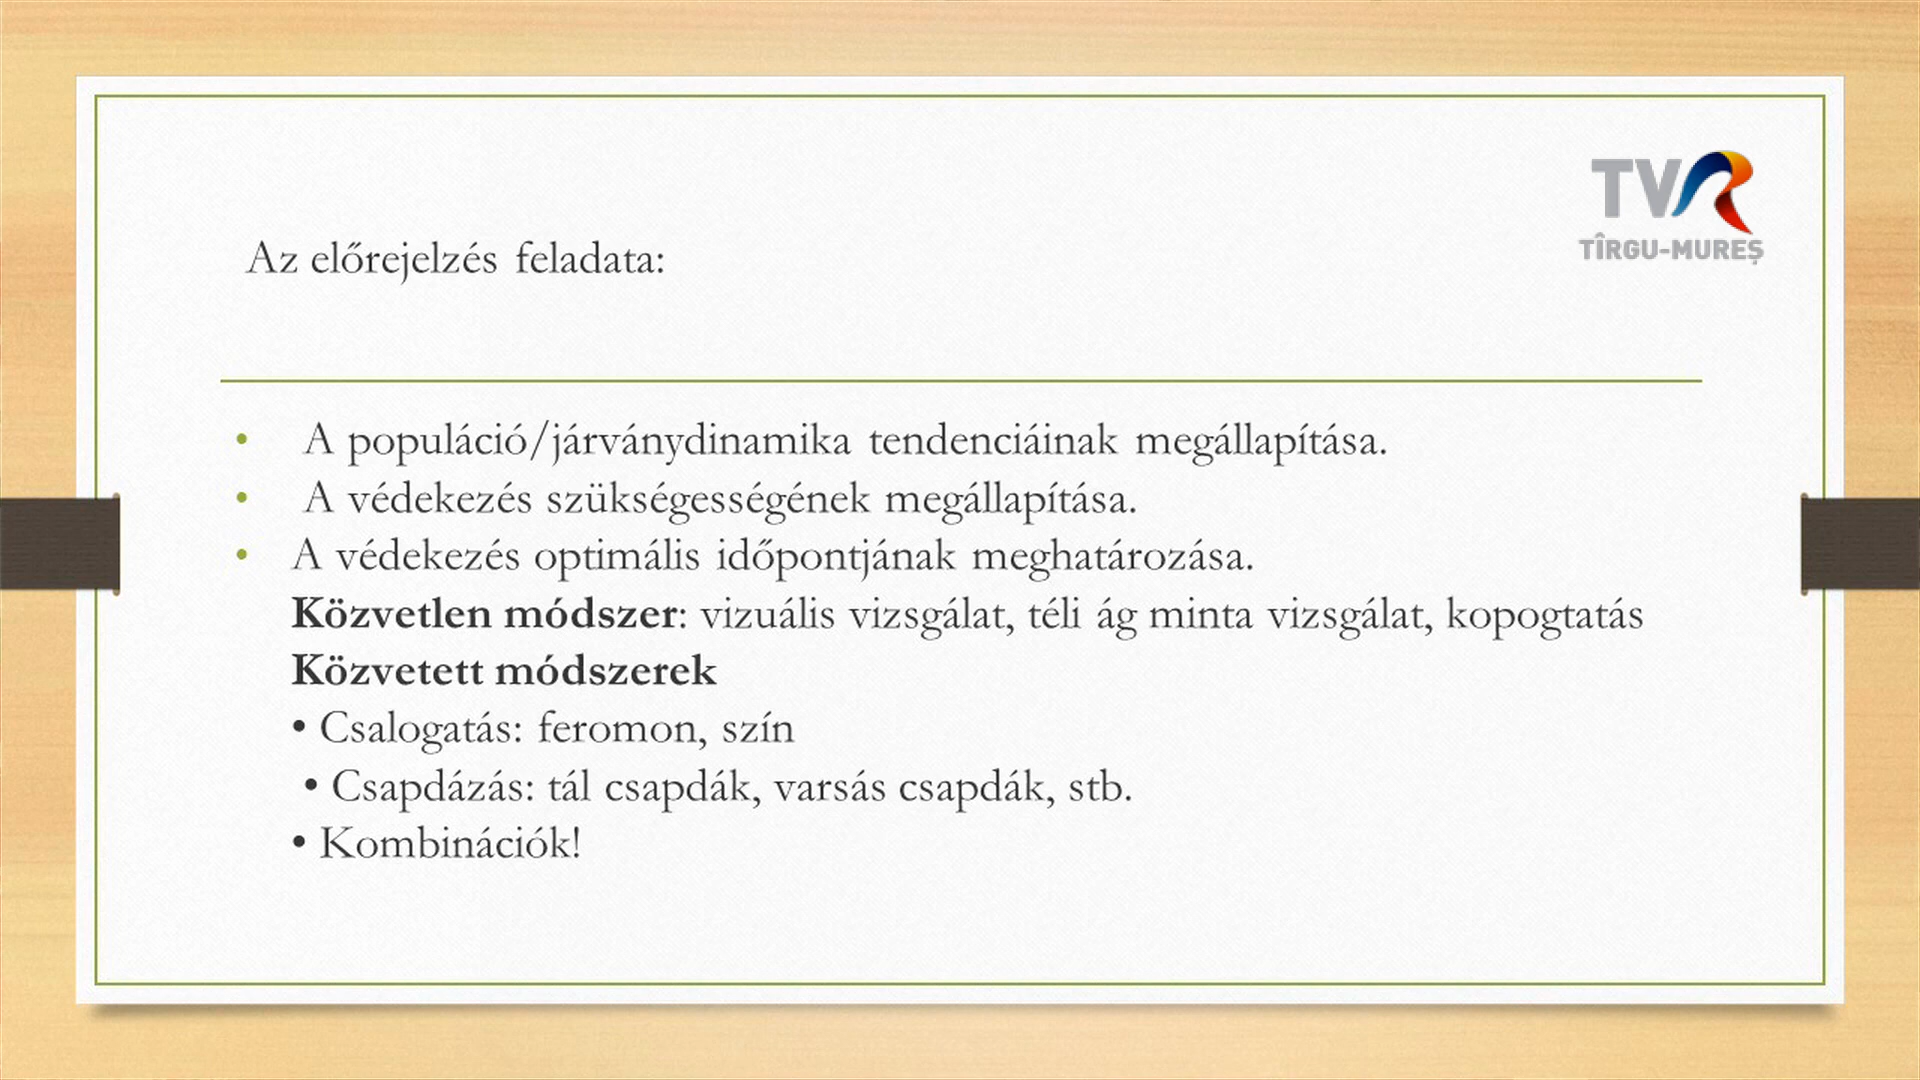 TVR
TÎRGU-MUREȘ
Az előrejelzés feladata:
• A populáció/járványdinamika tendenciáinak megállapítása.
• A védekezés szükségességének megállapítása.
• A védekezés optimális időpontjának meghatározása.
Közvetlen módszer: vizuális vizsgálat, téli ág minta vizsgálat, kopogtatás
Közvetett módszerek
• Csalogatás: feromon, szín
• Csapdázás: tál csapdák, varsás csapdák, stb.
• Kombinációk!